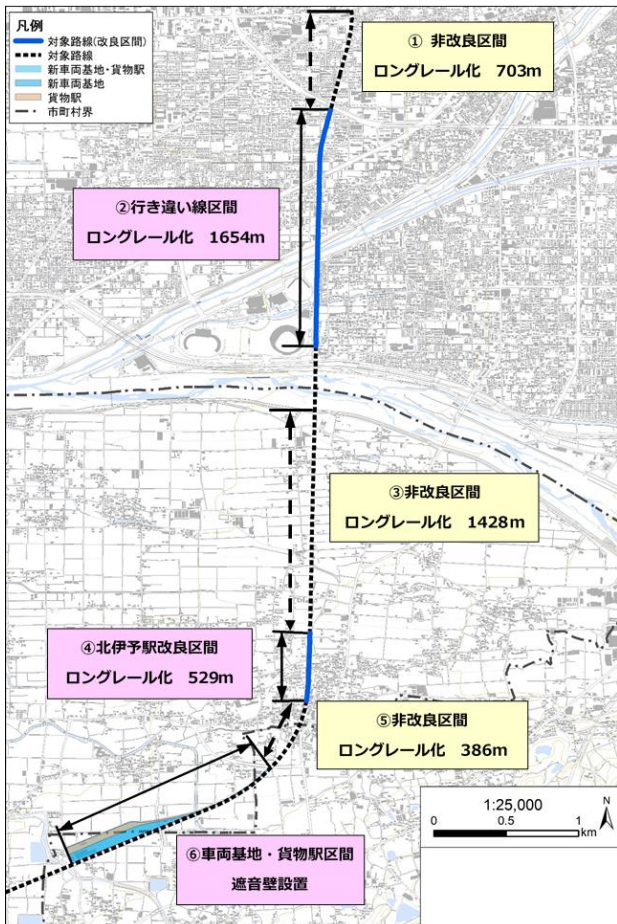 凡例
対象路線(改良区間)
対象路線
新車両基地・貨物駅
新車両基地
貨物駅
市町村界
① 非改良区間
ロングレール化 703m
②行き違い線区間
ロングレール化 1654m
③非改良区間
ロングレール化 1428m
④北伊予駅改良区間
ロングレール化 529m
⑤非改良区間
ロングレール化 386m
⑥車両基地・貨物駅区間
遮音壁設置
1:25,000
N
0 0.5 1
km